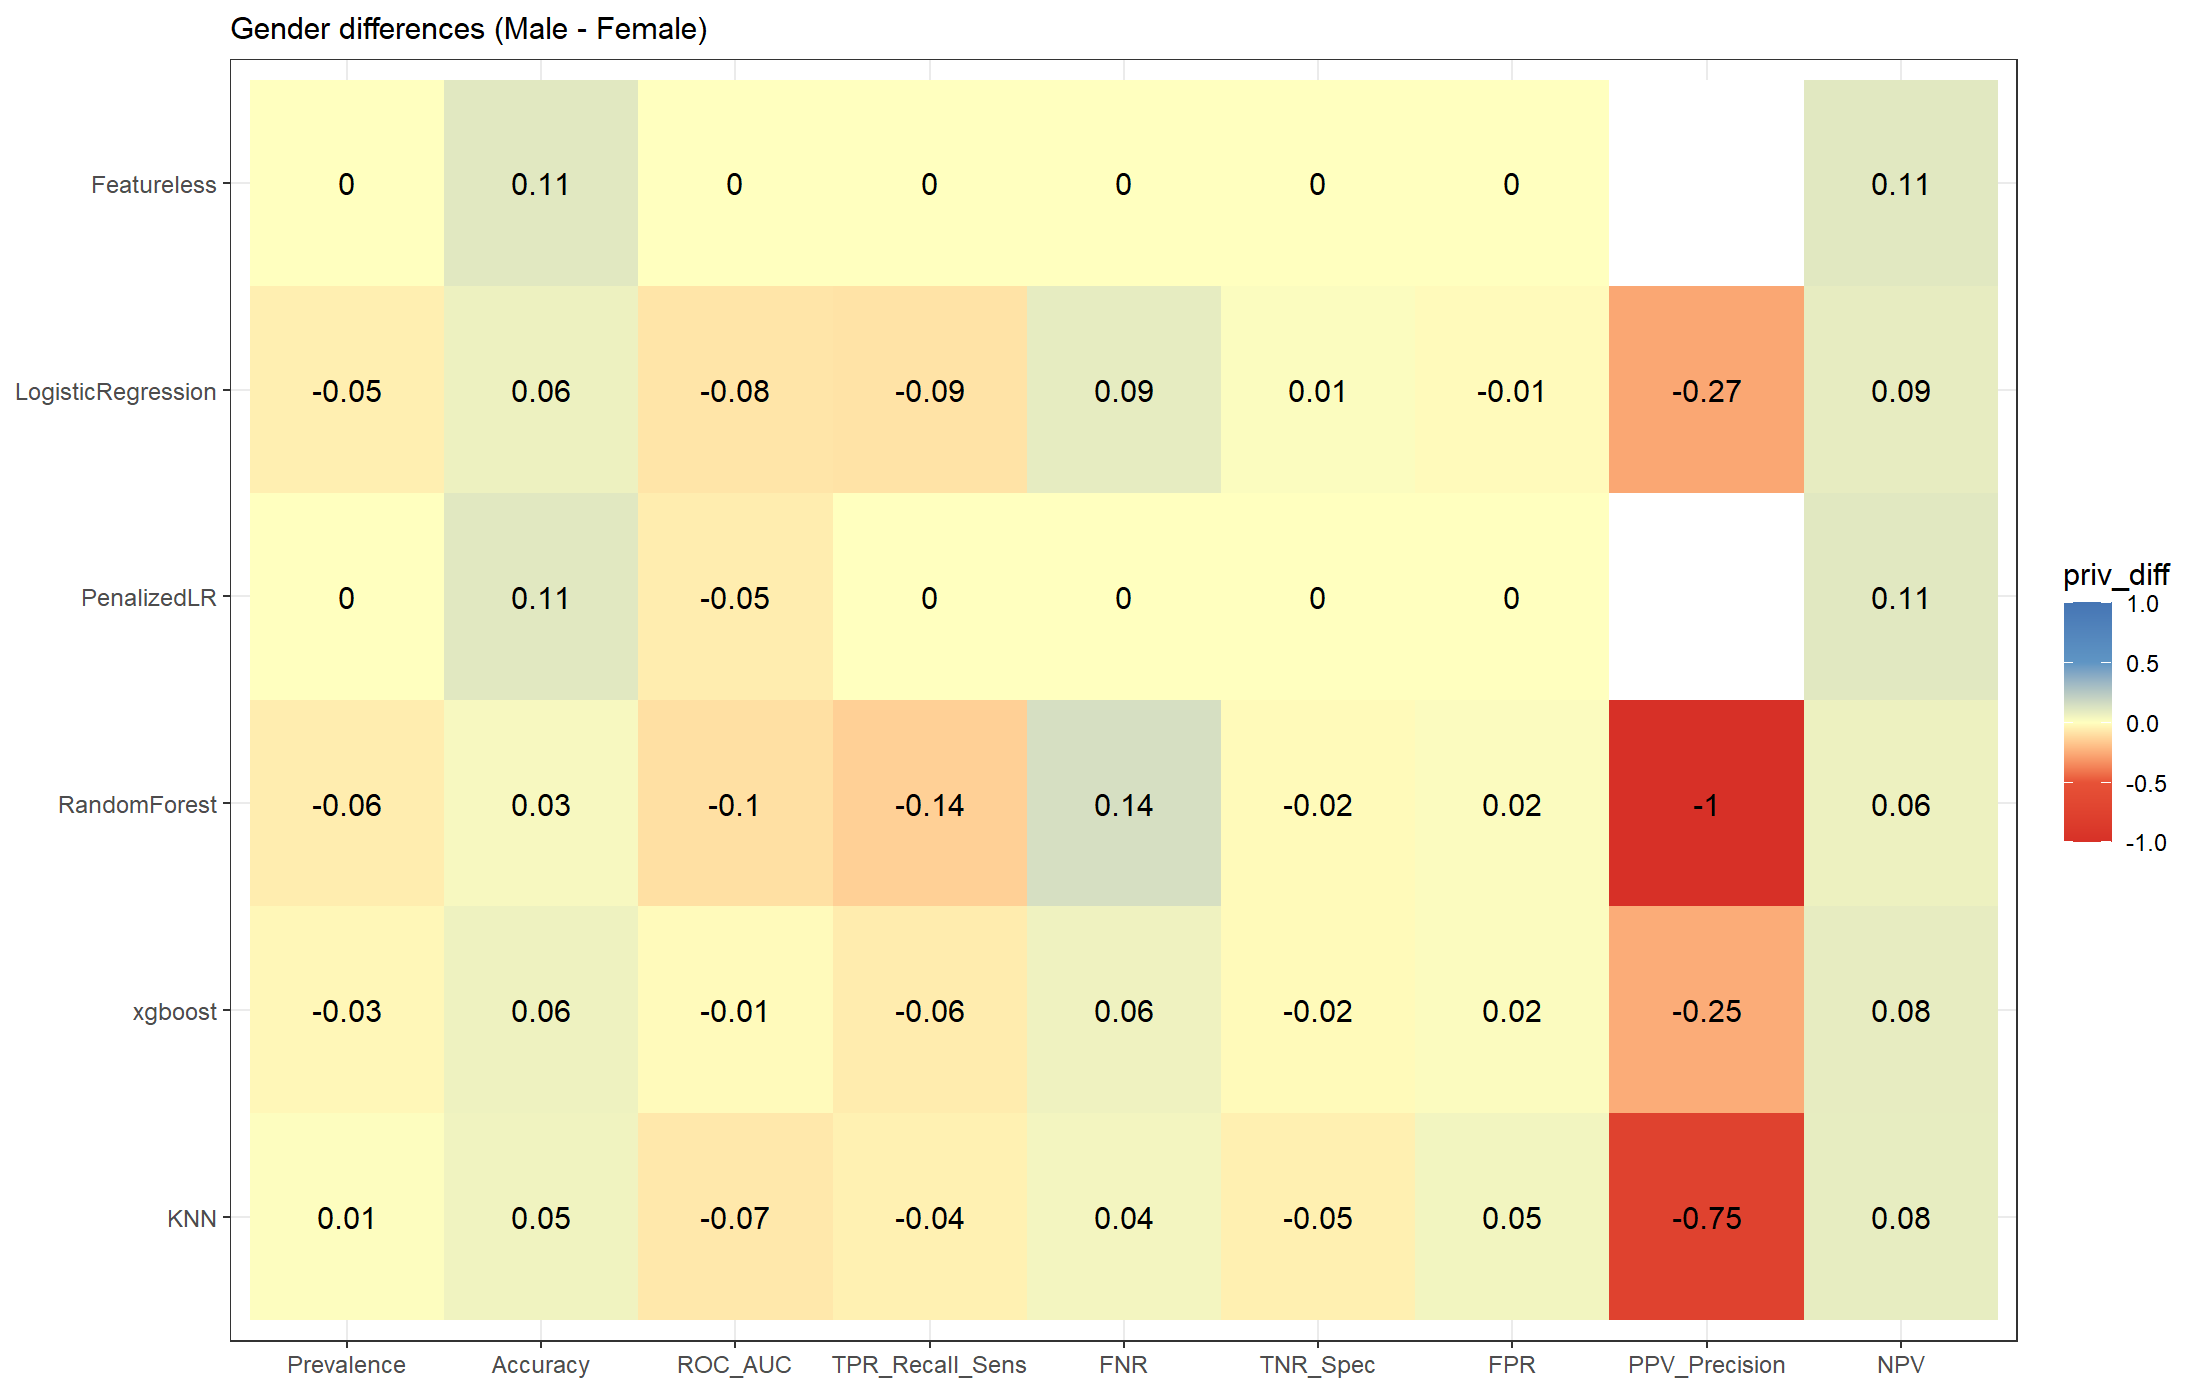 Gender differences (Male - Female)
Featureless 0 0.11 0 0 0 0 0 0.11
LogisticRegression -0.05 0.06 -0.08 -0.09 0.09 0.01 -0.01 -0.27 0.09
PenalizedLR 0 0.11 -0.05 0 0 0 0 0.11
RandomForest -0.06 0.03 -0.1 -0.14 0.14 -0.02 0.02 -1 0.06
xgboost -0.03 0.06 -0.01 -0.06 0.06 -0.02 0.02 -0.25 0.08
KNN 0.01 0.05 -0.07 -0.04 0.04 -0.05 0.05 -0.75 0.08
Prevalence Accuracy ROC_AUC TPR_Recall_Sens FNR TNR_Spec FPR PPV_Precision NPV
priv_diff
1.0
0.5
0.0
-0.5
-1.0